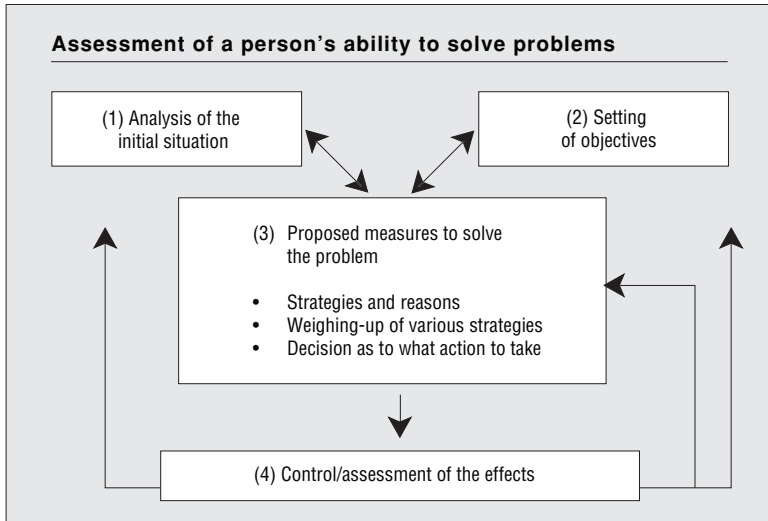 Assessment of a person's ability to solve problems
(1) Analysis of the
initial situation
(2) Setting
of objectives
(3) Proposed measures to solve
the problem
• Strategies and reasons
• Weighing-up of various strategies
• Decision as to what action to take
(4) Control/assessment of the effects